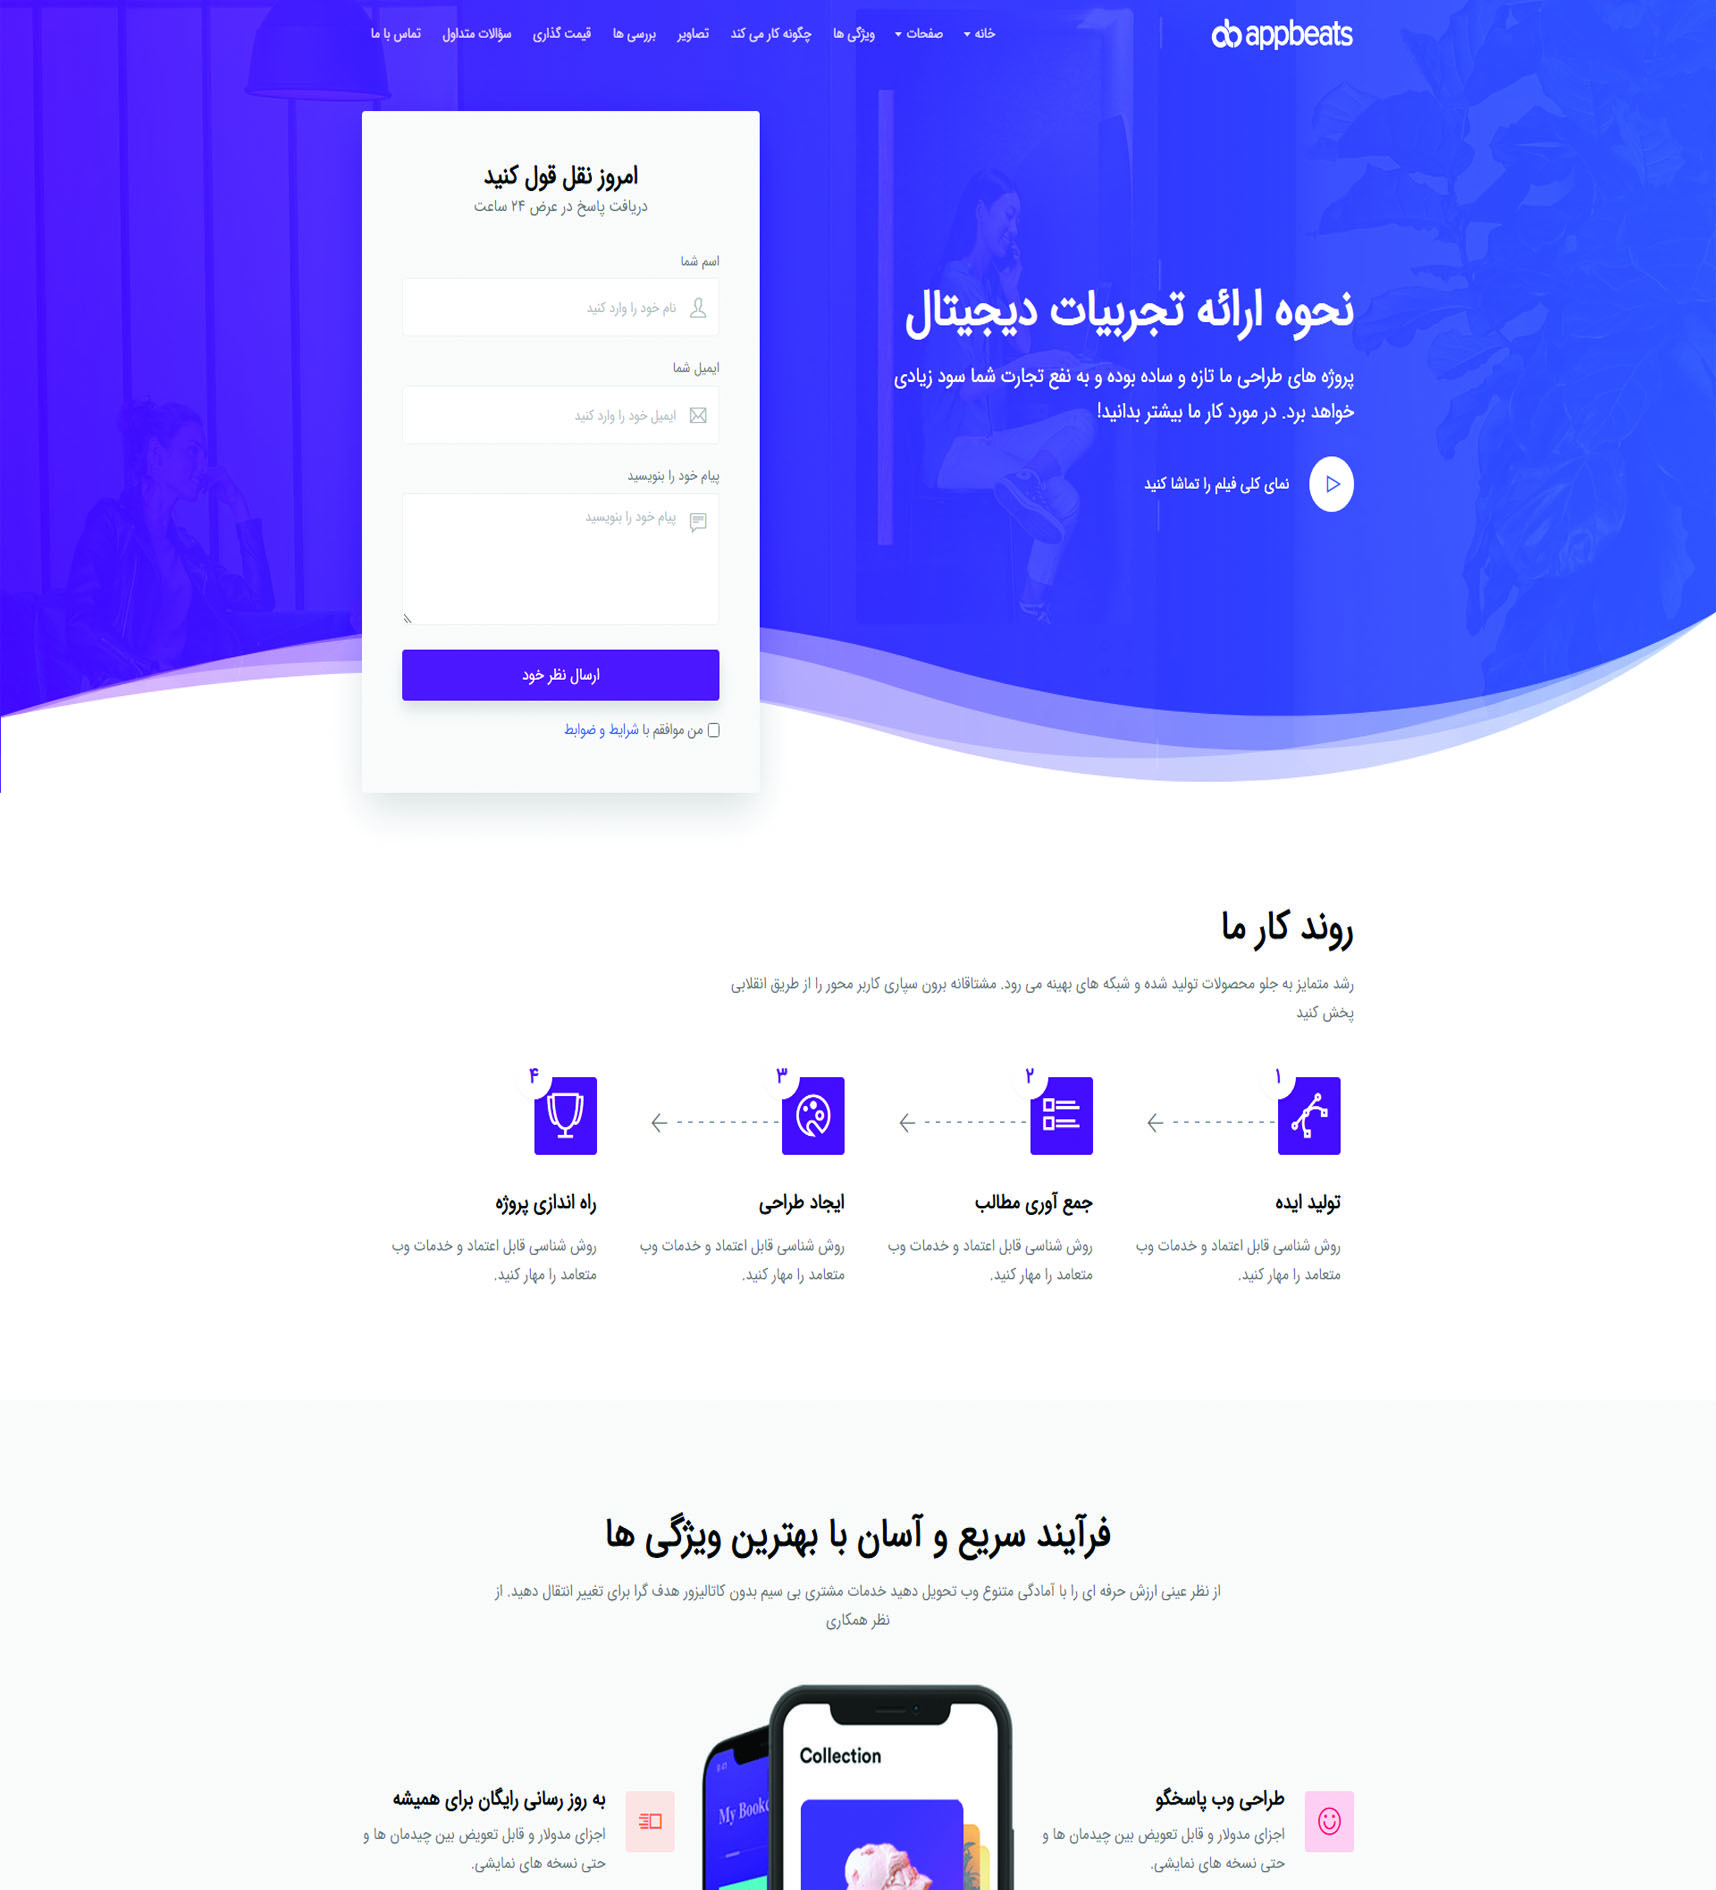 appbeats
خانه
صفحات
ویژگی ها
چگونه کار می کند
تصاویر
بررسی ها
قیمت گذاری
سؤالات متداول
تماس با ما
نحوه ارائه تجربیات دیجیتال
پروژه های طراحی ما تازه و ساده بوده و به نفع تجارت شما سود زیادی
خواهد برد. در مورد کار ما بیشتر بدانید!
نمای کلی فیلم را تماشا کنید
امروز نقل قول کنید
دریافت پاسخ در عرض ۲۴ ساعت
اسم شما
نام خود را وارد کنید
ایمیل شما
ایمیل خود را وارد کنید
پیام خود را بنویسید
پیام خود را بنویسید
ارسال نظر خود
من موافقم با شرایط و ضوابط
روند کار ما
رشد متمایز به جلو محصولات تولید شده و شبکه های بهینه می رود. مشتاقانه برون سپاری کاربر محور را از طریق انقلابی
پخش کنید
۱
تولید ایده
روش شناسی قابل اعتماد و خدمات وب
متعامد را مهار کنید.
۲
جمع آوری مطالب
روش شناسی قابل اعتماد و خدمات وب
متعامد را مهار کنید.
۳
ایجاد طراحی
روش شناسی قابل اعتماد و خدمات وب
متعامد را مهار کنید.
۴
راه اندازی پروژه
روش شناسی قابل اعتماد و خدمات وب
متعامد را مهار کنید.
فرآیند سریع و آسان با بهترین ویژگی ها
از نظر عینی ارزش حرفه ای را با آمادگی متنوع وب تحویل دهید خدمات مشتری بی سیم بدون کاتالیزور هدف گرا برای تغییر انتقال دهید. از
نظر همکاری
طراحی وب پاسخگو
اجزای مدولار و قابل تعویض بین چیدمان ها و
حتی نسخه های نمایشی.
Collection
My Book
به روز رسانی رایگان برای همیشه
اجزای مدولار و قابل تعویض بین چیدمان ها و
حتی نسخه های نمایشی.